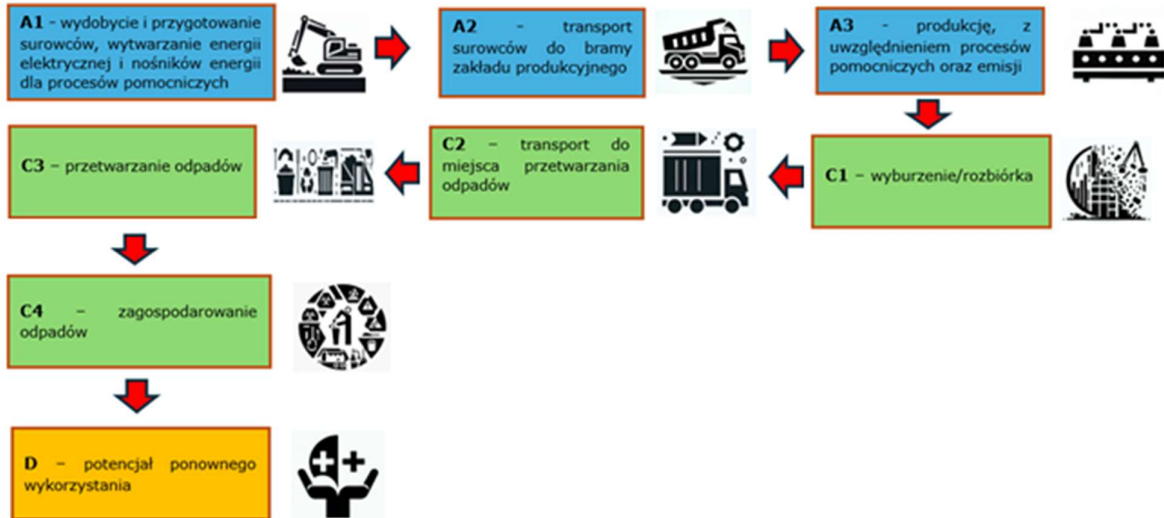 A1 - wydobycie i przygotowanie
surowców, wytwarzanie energii
elektrycznej i nośników energii
dla procesów pomocniczych
A2 – transport
surowców do bramy
zakładu produkcyjnego
A3 - produkcję, z
uwzględnieniem procesów
pomocniczych oraz emisji
C1 – wyburzenie/rozbiórka
C2 – transport do
miejsca przetwarzania
odpadów
C3 – przetwarzanie odpadów
C4 – zagospodarowanie
odpadów
D – potencjał ponownego
wykorzystania